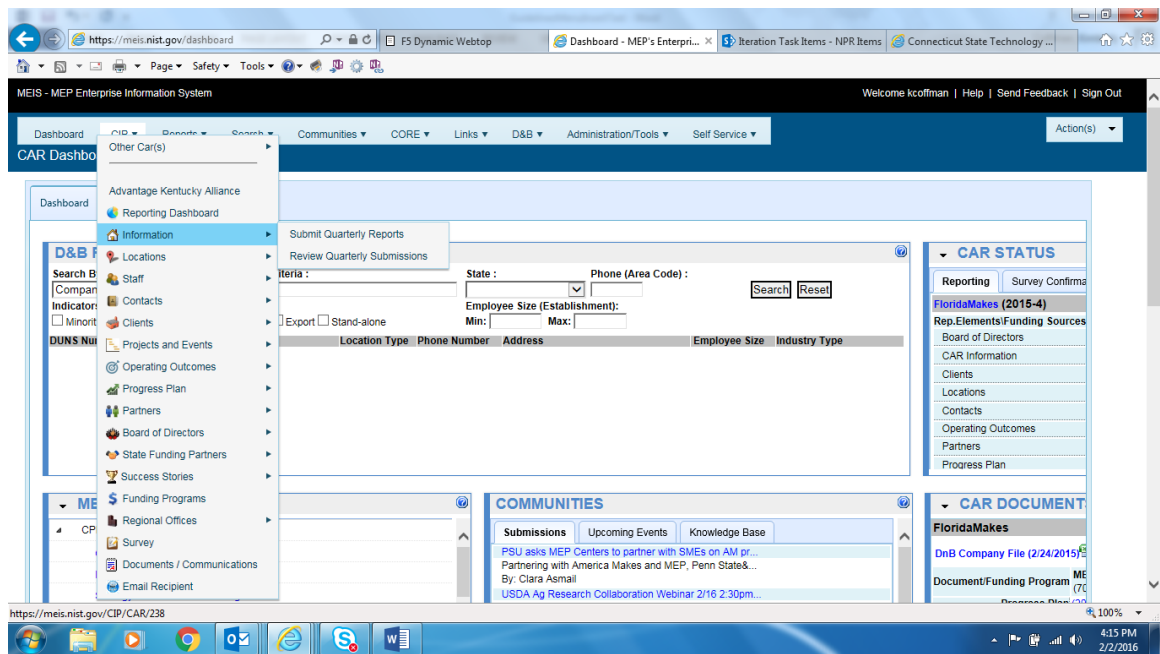 https://meis.nist.gov/dashboard
F5 Dynamic Webtop
Dashboard - MEP's Enterpri...
Iteration Task Items - NPR Items
Connecticut State Technology ...
Page Safety Tools
MEIS - MEP Enterprise Information System
Welcome kcoffman | Help | Send Feedback | Sign Out
Dashboard CIP Reports Search Communities CORE Links D&B Administration/Tools Self Service
Action(s)
CAR Dashbo
Other Car(s)
Advantage Kentucky Alliance
Reporting Dashboard
Information
Locations
Staff
Contacts
Clients
Projects and Events
Operating Outcomes
Progress Plan
Partners
Board of Directors
State Funding Partners
Success Stories
Funding Programs
Regional Offices
Survey
Documents / Communications
Email Recipient
Submit Quarterly Reports
Review Quarterly Submissions
Dashboard
D&B
Search B
iteria :
State :
Phone (Area Code) :
Compan
Search Reset
Indicator
Employee Size (Establishment):
Minorit
Export Stand-alone
Min: Max:
DUNS Nu
Location Type Phone Number Address Employee Size Industry Type
CAR STATUS
Reporting Survey Confirma
FloridaMakes (2015-4)
Rep.Elements\Funding Sources
Board of Directors
CAR Information
Clients
Locations
Contacts
Operating Outcomes
Partners
Progress Plan
ME
CP
COMMUNITIES
Submissions Upcoming Events Knowledge Base
PSU asks MEP Centers to partner with SMEs on AM pr...
Partnering with America Makes and MEP, Penn State&...
By: Clara Asmail
USDA Ag Research Collaboration Webinar 2/16 2:30pm...
CAR DOCUMENT
FloridaMakes
DnB Company File (2/24/2015)
Document/Funding Program ME
(70
https://meis.nist.gov/CIP/CAR/238
100%
4:15 PM
2/2/2016